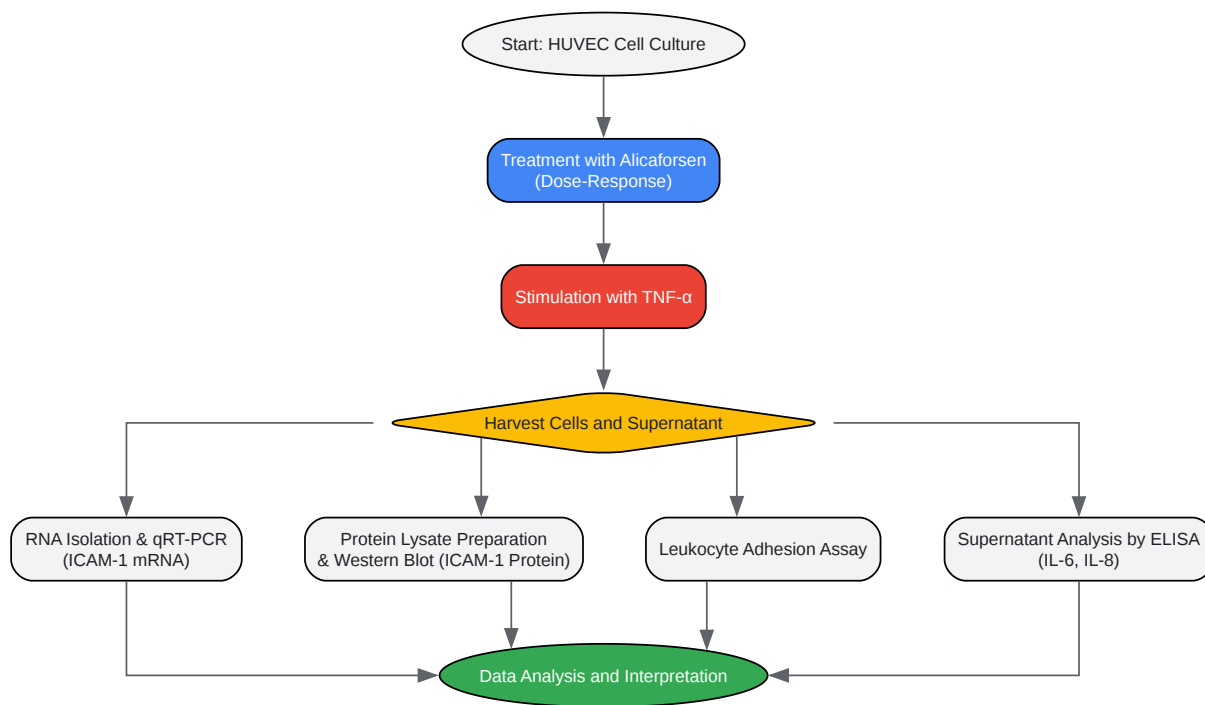 Start: HUVEC Cell Culture
Treatment with Alicaforsen
(Dose-Response)
Stimulation with TNF-α
Harvest Cells and Supernatant
RNA Isolation & qRT-PCR
(ICAM-1 mRNA)
Protein Lysate Preparation
& Western Blot (ICAM-1 Protein)
Leukocyte Adhesion Assay
Supernatant Analysis by ELISA
(IL-6, IL-8)
Data Analysis and Interpretation